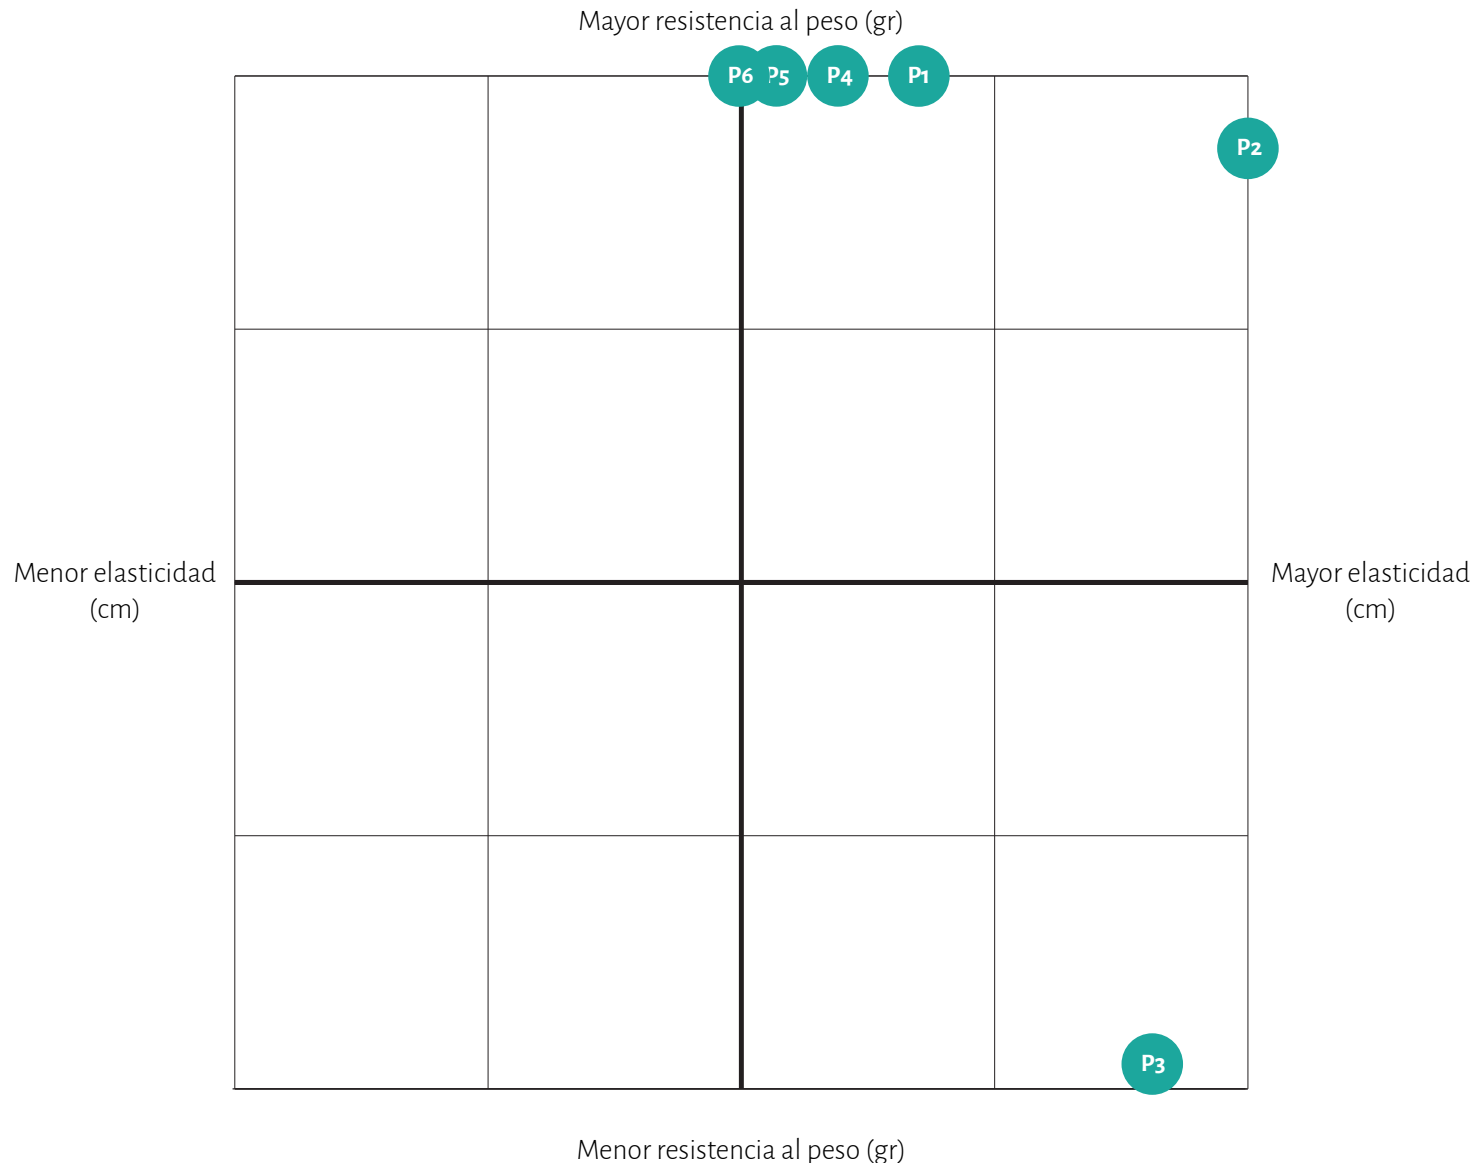 Mayor resistencia al peso (gr)
P6 P5 P4 P1
P2
Menor elasticidad
(cm)
Mayor elasticidad
(cm)
P3
Menor resistencia al peso (gr)